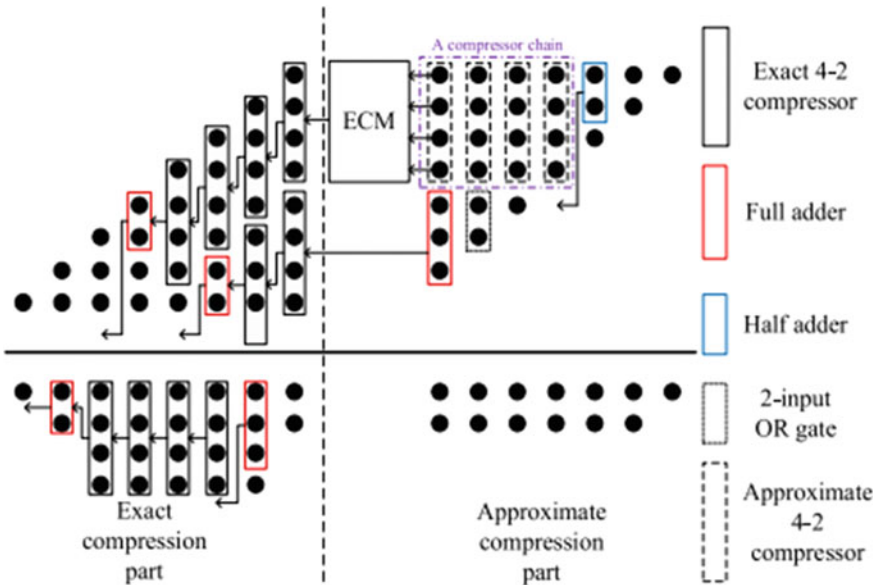 A compressor chain
ECM
Exact 4-2
compressor
Full adder
Half adder
2-input
OR gate
Approximate
4-2
compressor
Exact
compression
part
Approximate
compression
part